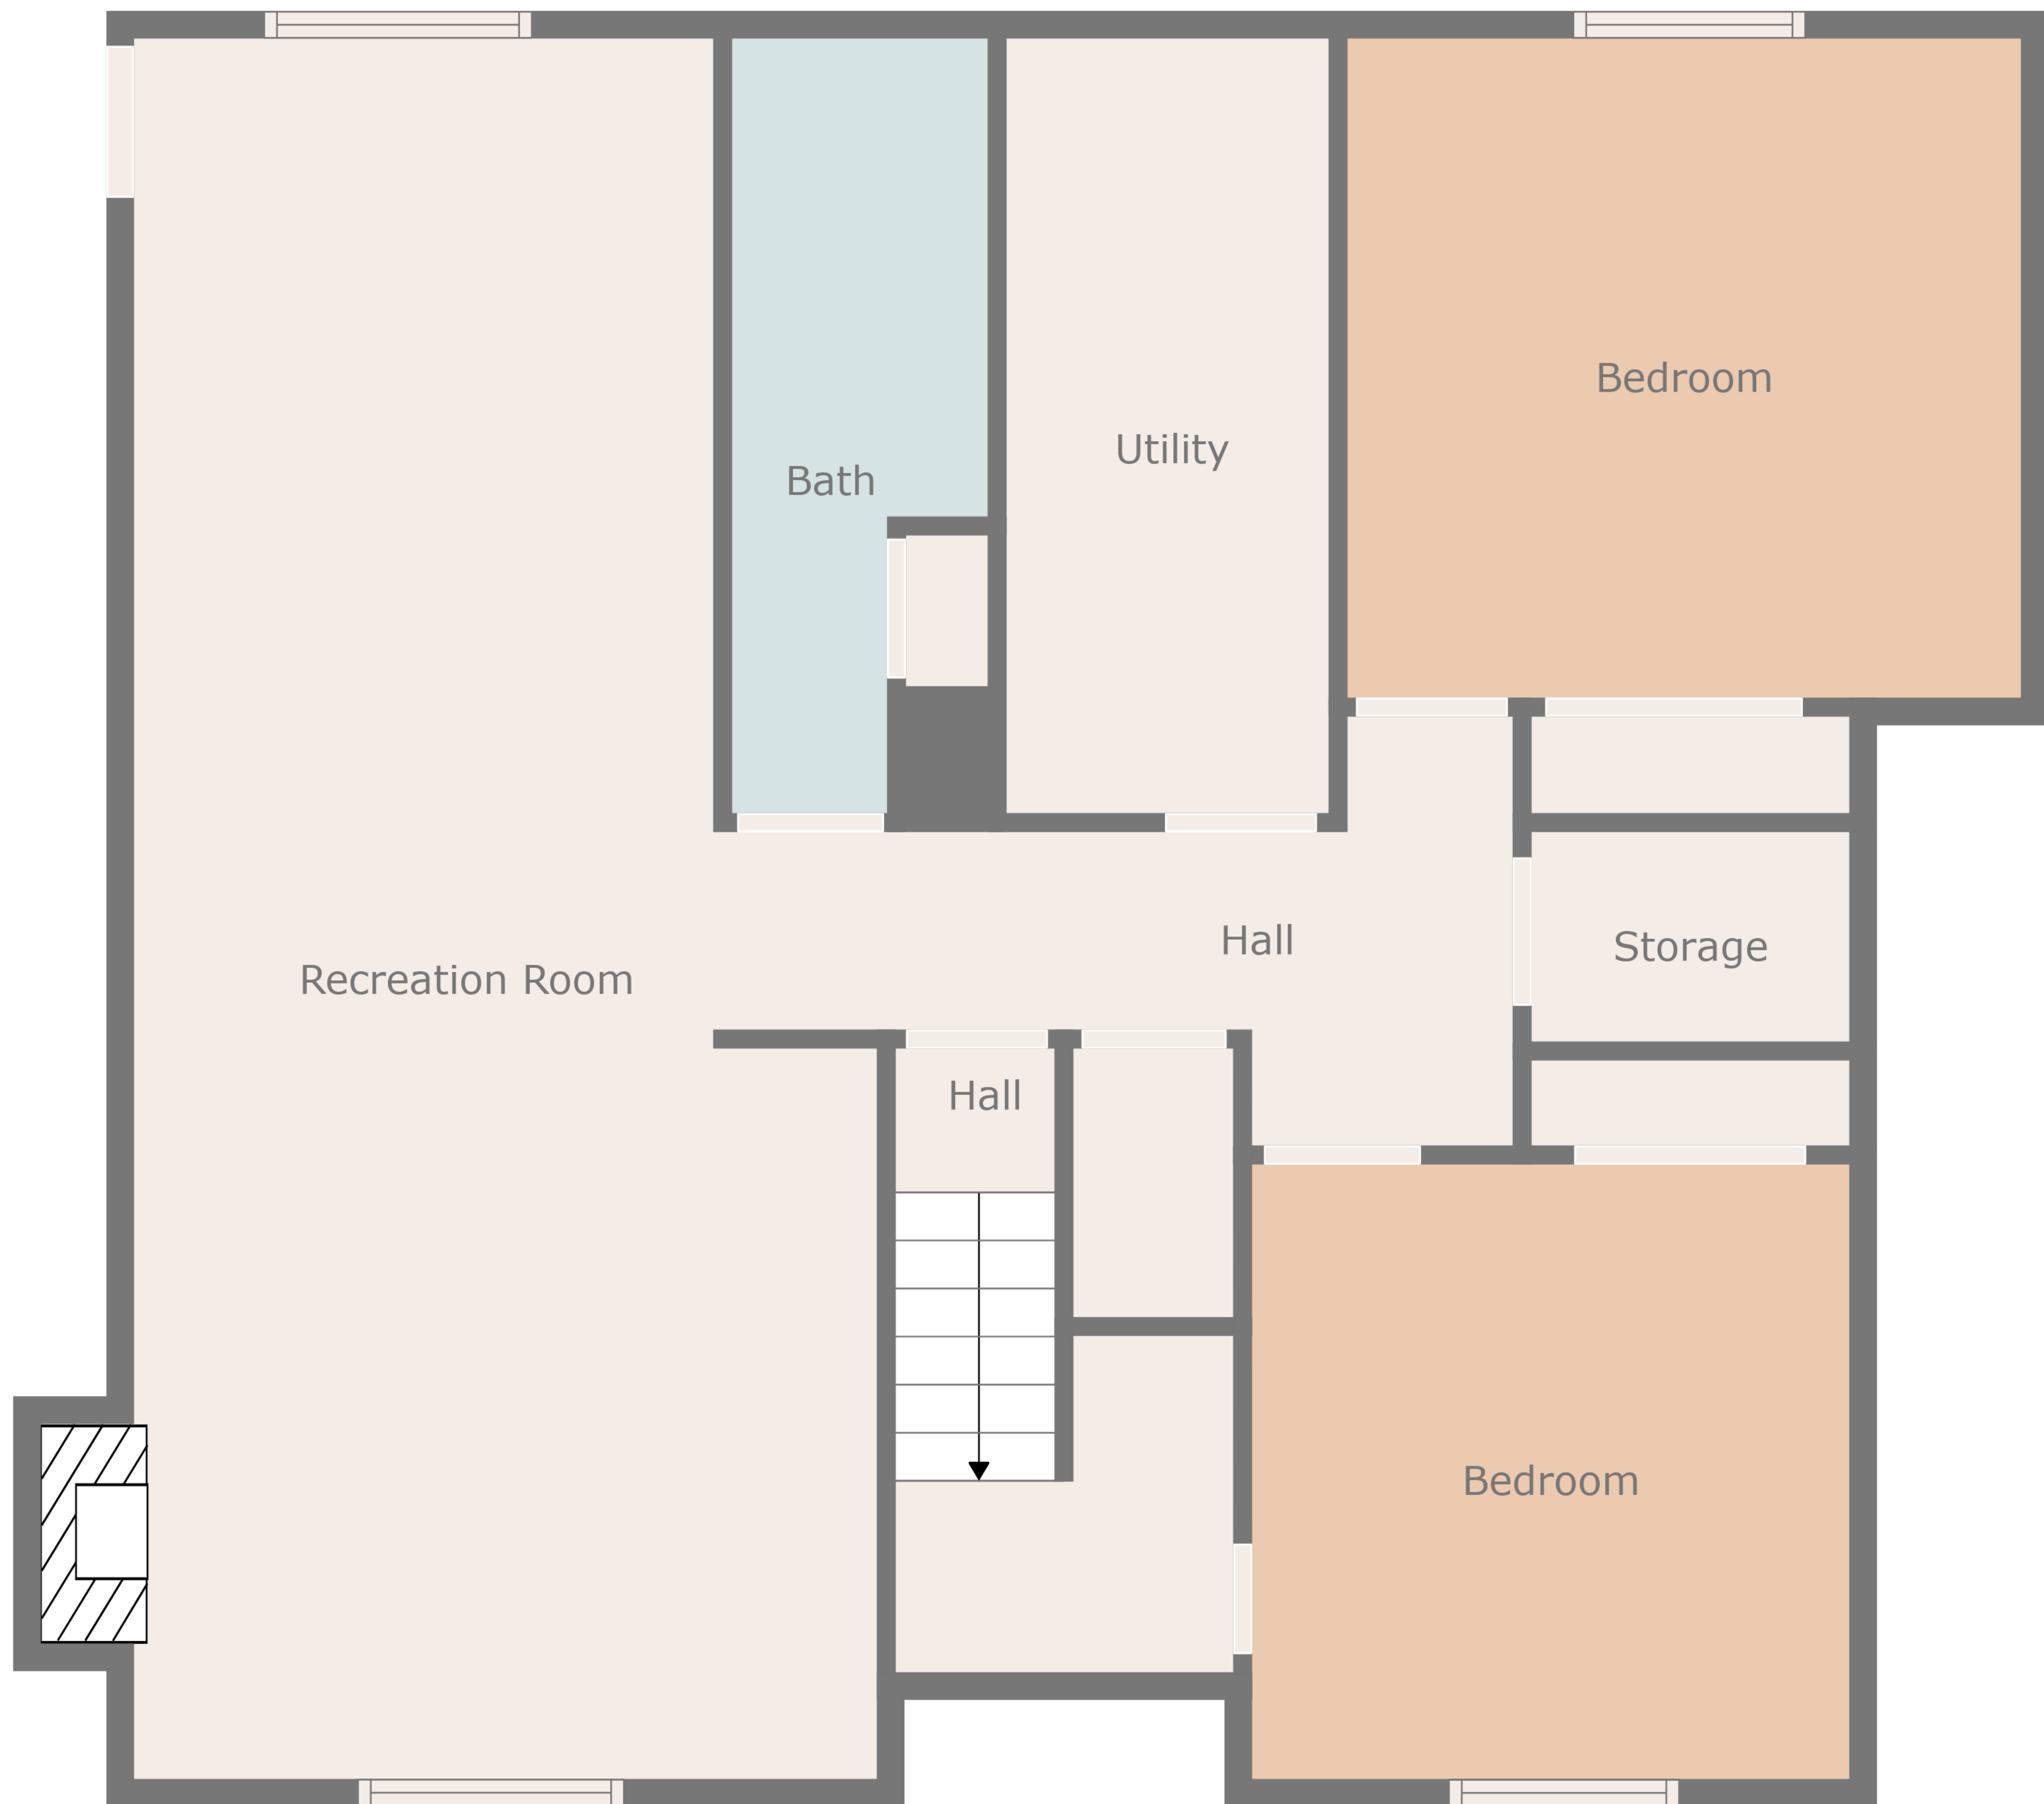 Bedroom
Utility
Bath
Hall
Storage
Recreation Room
Hall
Bedroom